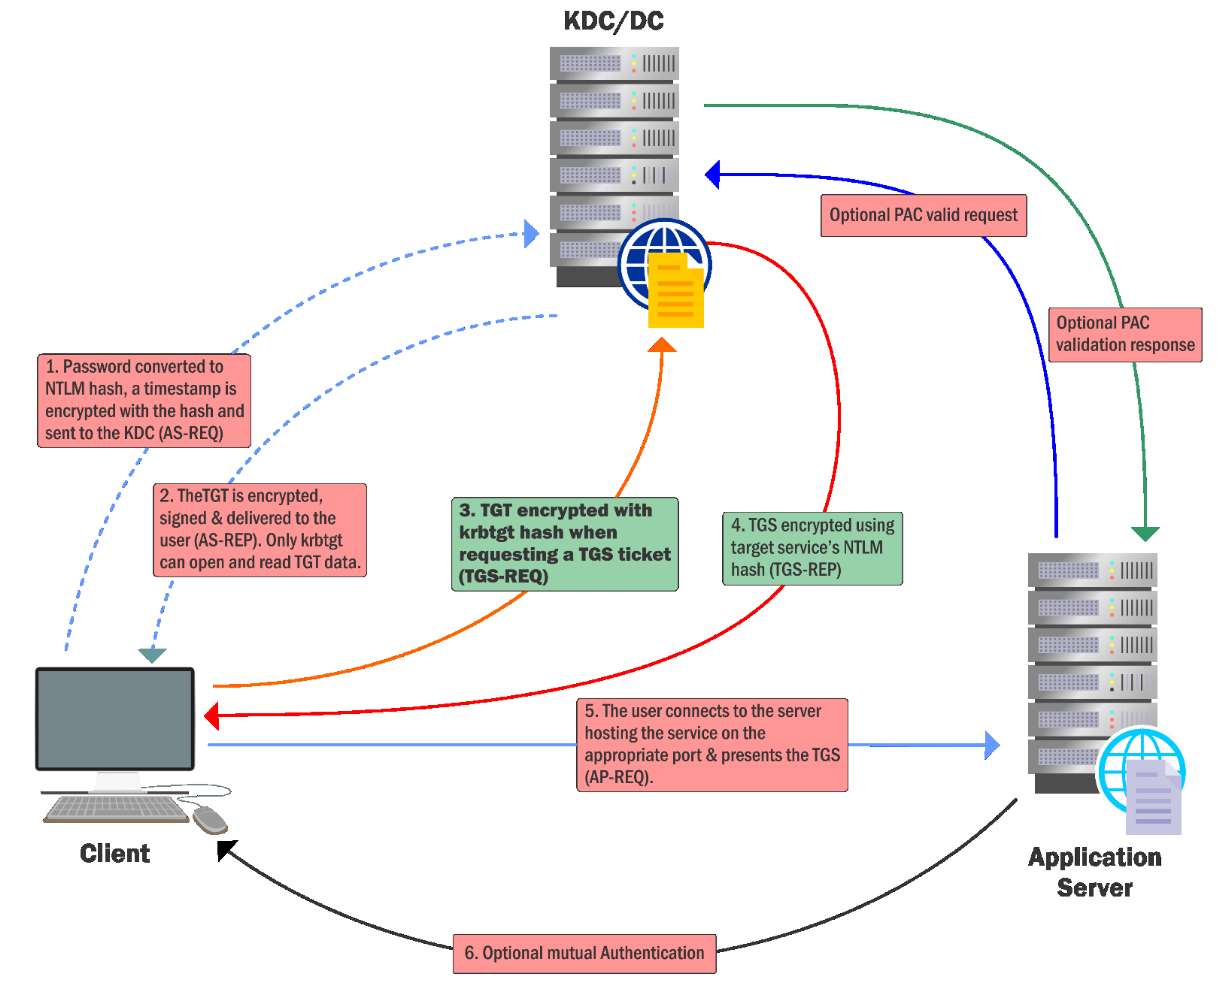 KDC/DC
Optional PAC valid request
Optional PAC
validation response
1. Password converted to
NTLM hash, a timestamp is
encrypted with the hash and
sent to the KDC (AS-REQ)
2. TheTGT is encrypted,
signed & delivered to the
user (AS-REP). Only krbtgt
can open and read TGT data.
3. TGT encrypted with
krbtgt hash when
requesting a TGS ticket
(TGS-REQ)
4. TGS encrypted using
target service's NTLM
hash (TGS-REP)
5. The user connects to the server
hosting the service on the
appropriate port & presents the TGS
(AP-REQ).
Client
Application
Server
6. Optional mutual Authentication